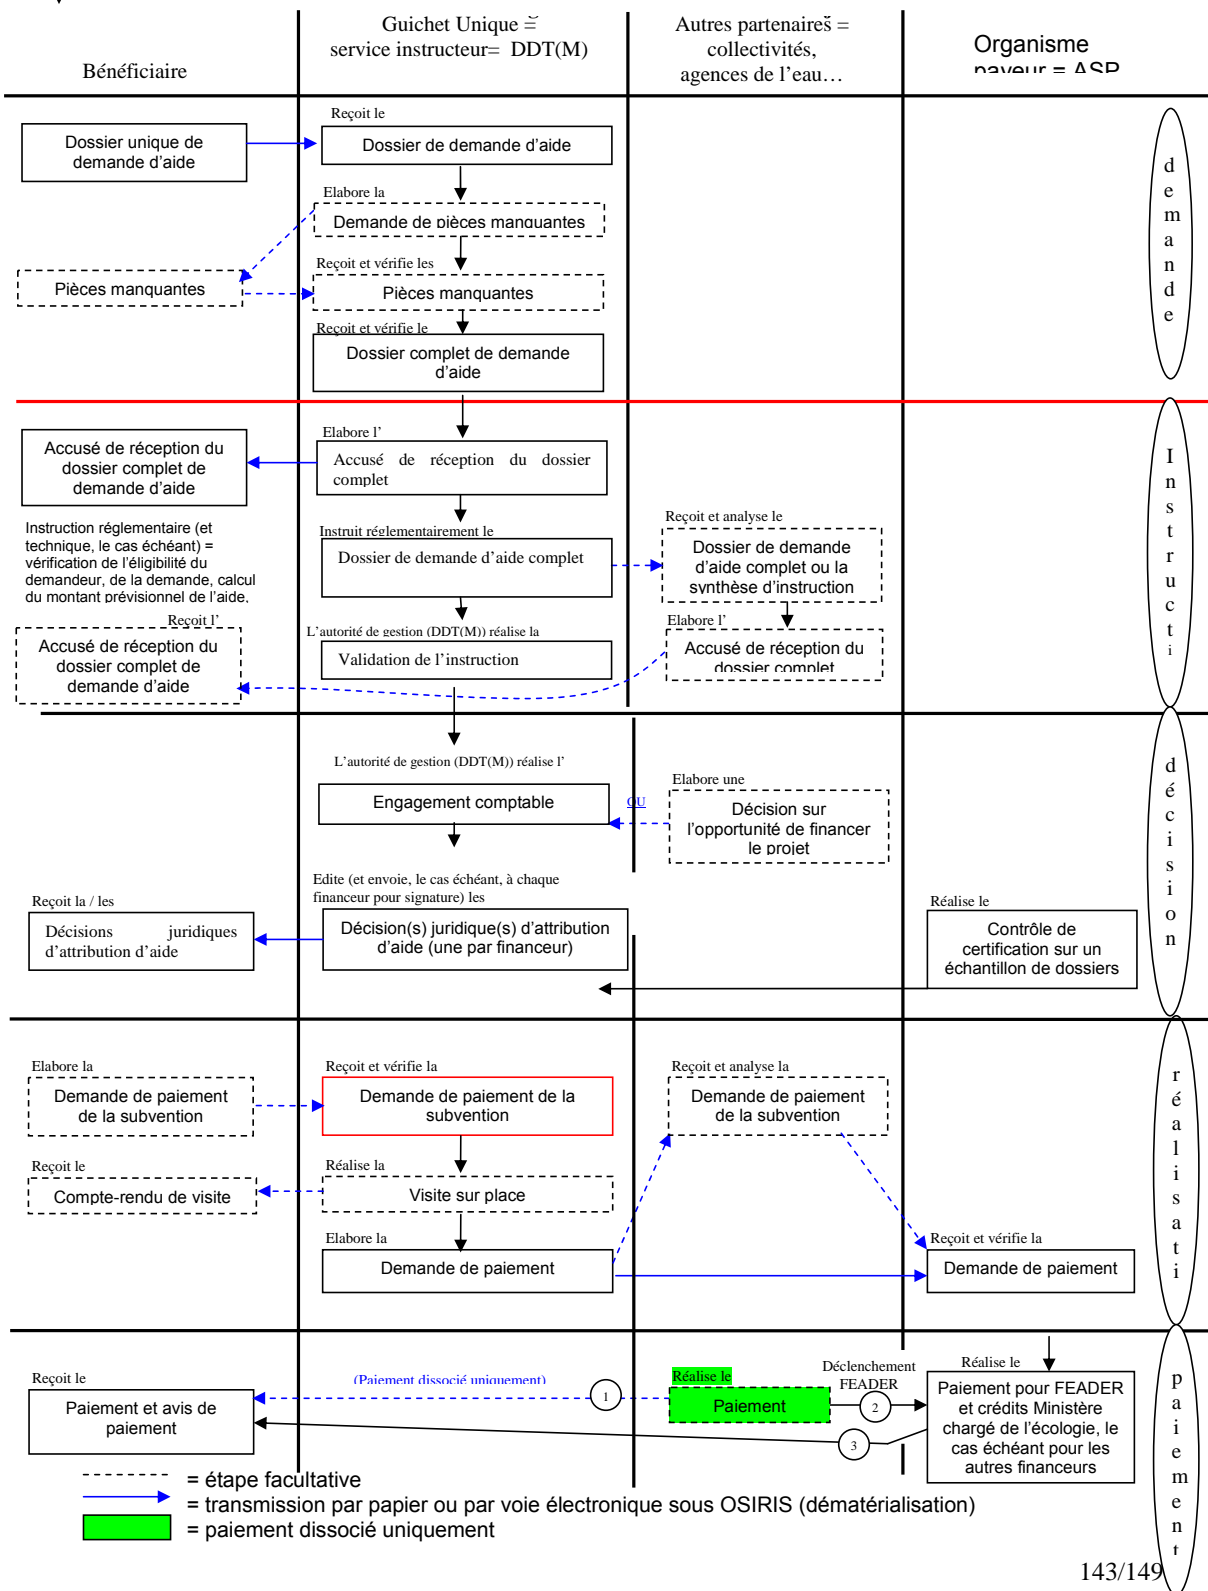 Bénéficiaire
Guichet Unique =
service instructeur= DDT(M)
Autres partenaires =
collectivités,
agences de l'eau…
Organisme
payeur = ASP
Reçoit le
Dossier unique de
demande d'aide
Dossier de demande d'aide
Elabore la
Demande de pièces manquantes
Reçoit et vérifie les
Pièces manquantes
Pièces manquantes
Reçoit et vérifie le
Dossier complet de demande
d'aide
demande
Elabore l'
Accusé de réception du
dossier complet de
demande d'aide
Accusé de réception du dossier
complet
Instruction réglementaire (et
technique, le cas échéant) =
vérification de l'éligibilité du
demandeur, de la demande, calcul
du montant prévisionnel de l'aide,
Instruit réglementairement le
Dossier de demande d'aide complet
Reçoit et analyse le
Dossier de demande
d'aide complet ou la
synthèse d'instruction
Reçoit l'
Accusé de réception du
dossier complet de
demande d'aide
L'autorité de gestion (DDT(M)) réalise la
Validation de l'instruction
Elabore l'
Accusé de réception du
dossier complet
Instructi
L'autorité de gestion (DDT(M)) réalise l'
Engagement comptable
OU
Elabore une
Décision sur
l'opportunité de financer
le projet
Edite (et envoie, le cas échéant, à chaque
financeur pour signature) les
Reçoit la / les
Décisions juridiques
d'attribution d'aide
Décision(s) juridique(s) d'attribution
d'aide (une par financeur)
Réalise le
Contrôle de
certification sur un
échantillon de dossiers
décision
Elabore la
Demande de paiement
de la subvention
Reçoit et vérifie la
Demande de paiement de la
subvention
Reçoit et analyse la
Demande de paiement
de la subvention
Reçoit le
Compte-rendu de visite
Réalise la
Visite sur place
Elabore la
Demande de paiement
Reçoit et vérifie la
Demande de paiement
réalisati
Reçoit le
Paiement et avis de
paiement
(Paiement dissocié uniquement)
1
Réalise le
Paiement
Déclenchement
FEADER
2
3
Réalise le
Paiement pour FEADER
et crédits Ministère
chargé de l'écologie, le
cas échéant pour les
autres financeurs
paiement
= étape facultative
= transmission par papier ou par voie électronique sous OSIRIS (dématérialisation)
= paiement dissocié uniquement
143/149